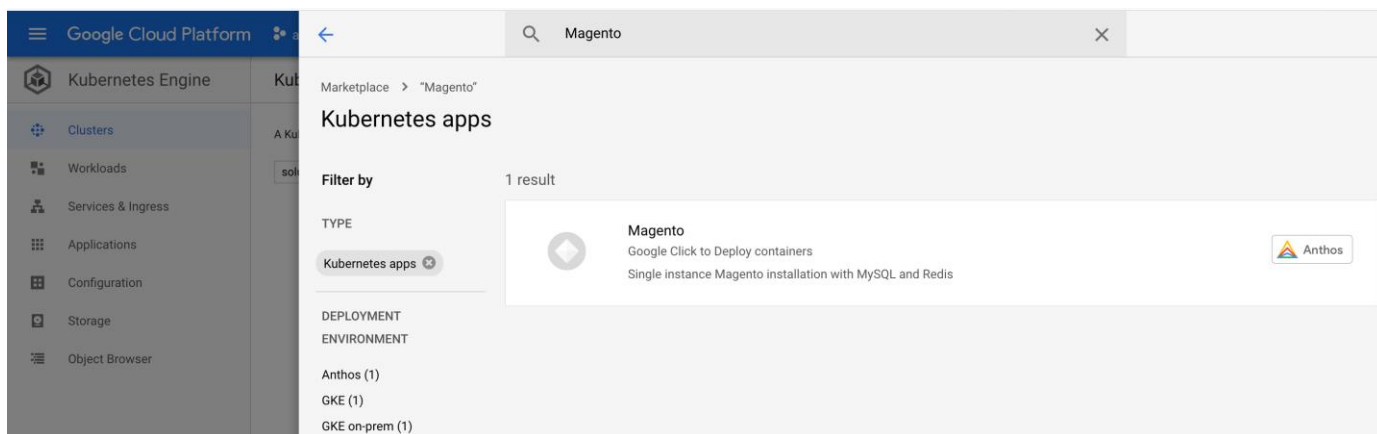 Google Cloud Platform
Magento
Kubernetes Engine
Marketplace > "Magento"
Kubernetes apps
Clusters
Workloads
Services & Ingress
Applications
Configuration
Storage
Object Browser
Filter by
1 result
TYPE
Kubernetes apps
Magento
Google Click to Deploy containers
Single instance Magento installation with MySQL and Redis
Anthos
DEPLOYMENT
ENVIRONMENT
Anthos (1)
GKE (1)
GKE on-prem (1)